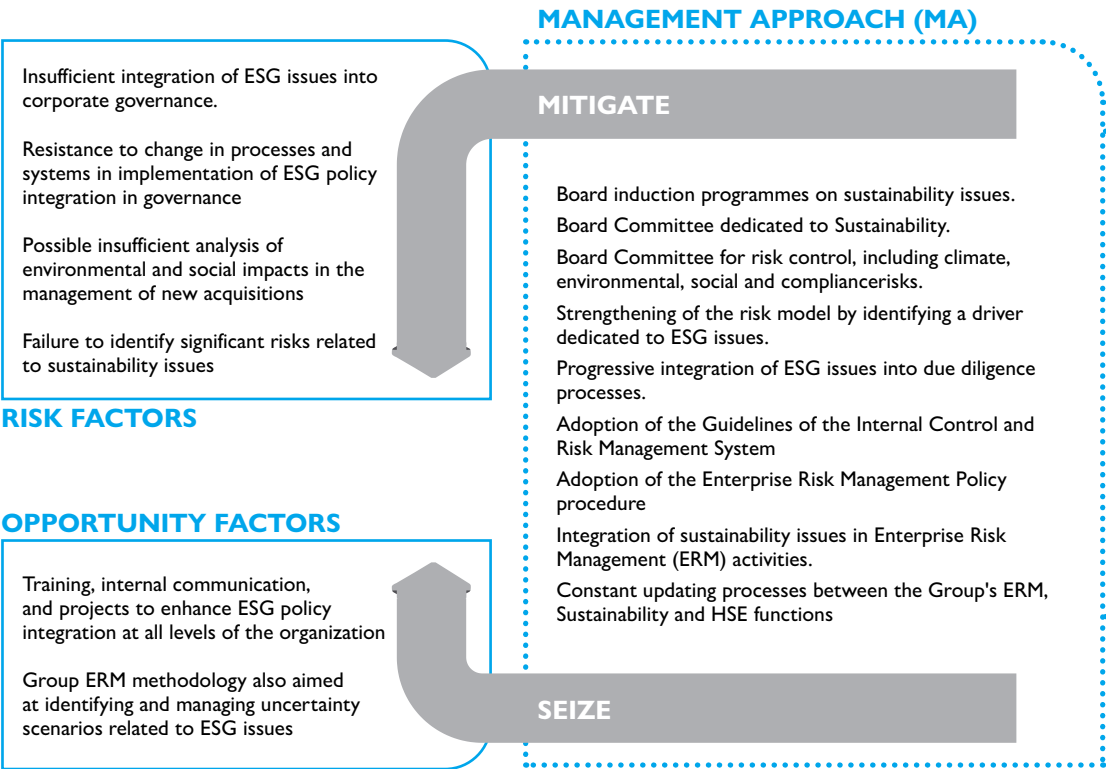 MANAGEMENT APPROACH (MA)
Insufficient integration of ESG issues into
corporate governance.
Resistance to change in processes and
systems in implementation of ESG policy
integration in governance
Possible insufficient analysis of
environmental and social impacts in the
management of new acquisitions
Failure to identify significant risks related
to sustainability issues
RISK FACTORS
OPPORTUNITY FACTORS
Training, internal communication,
and projects to enhance ESG policy
integration at all levels of the organization
Group ERM methodology also aimed
at identifying and managing uncertainty
scenarios related to ESG issues
MITIGATE
Board induction programmes on sustainability issues.
Board Committee dedicated to Sustainability.
Board Committee for risk control, including climate,
environmental, social and compliancerisks.
Strengthening of the risk model by identifying a driver
dedicated to ESG issues.
Progressive integration of ESG issues into due diligence
processes.
Adoption of the Guidelines of the Internal Control and
Risk Management System
Adoption of the Enterprise Risk Management Policy
procedure
Integration of sustainability issues in Enterprise Risk
Management (ERM) activities.
Constant updating processes between the Group's ERM,
Sustainability and HSE functions
SEIZE